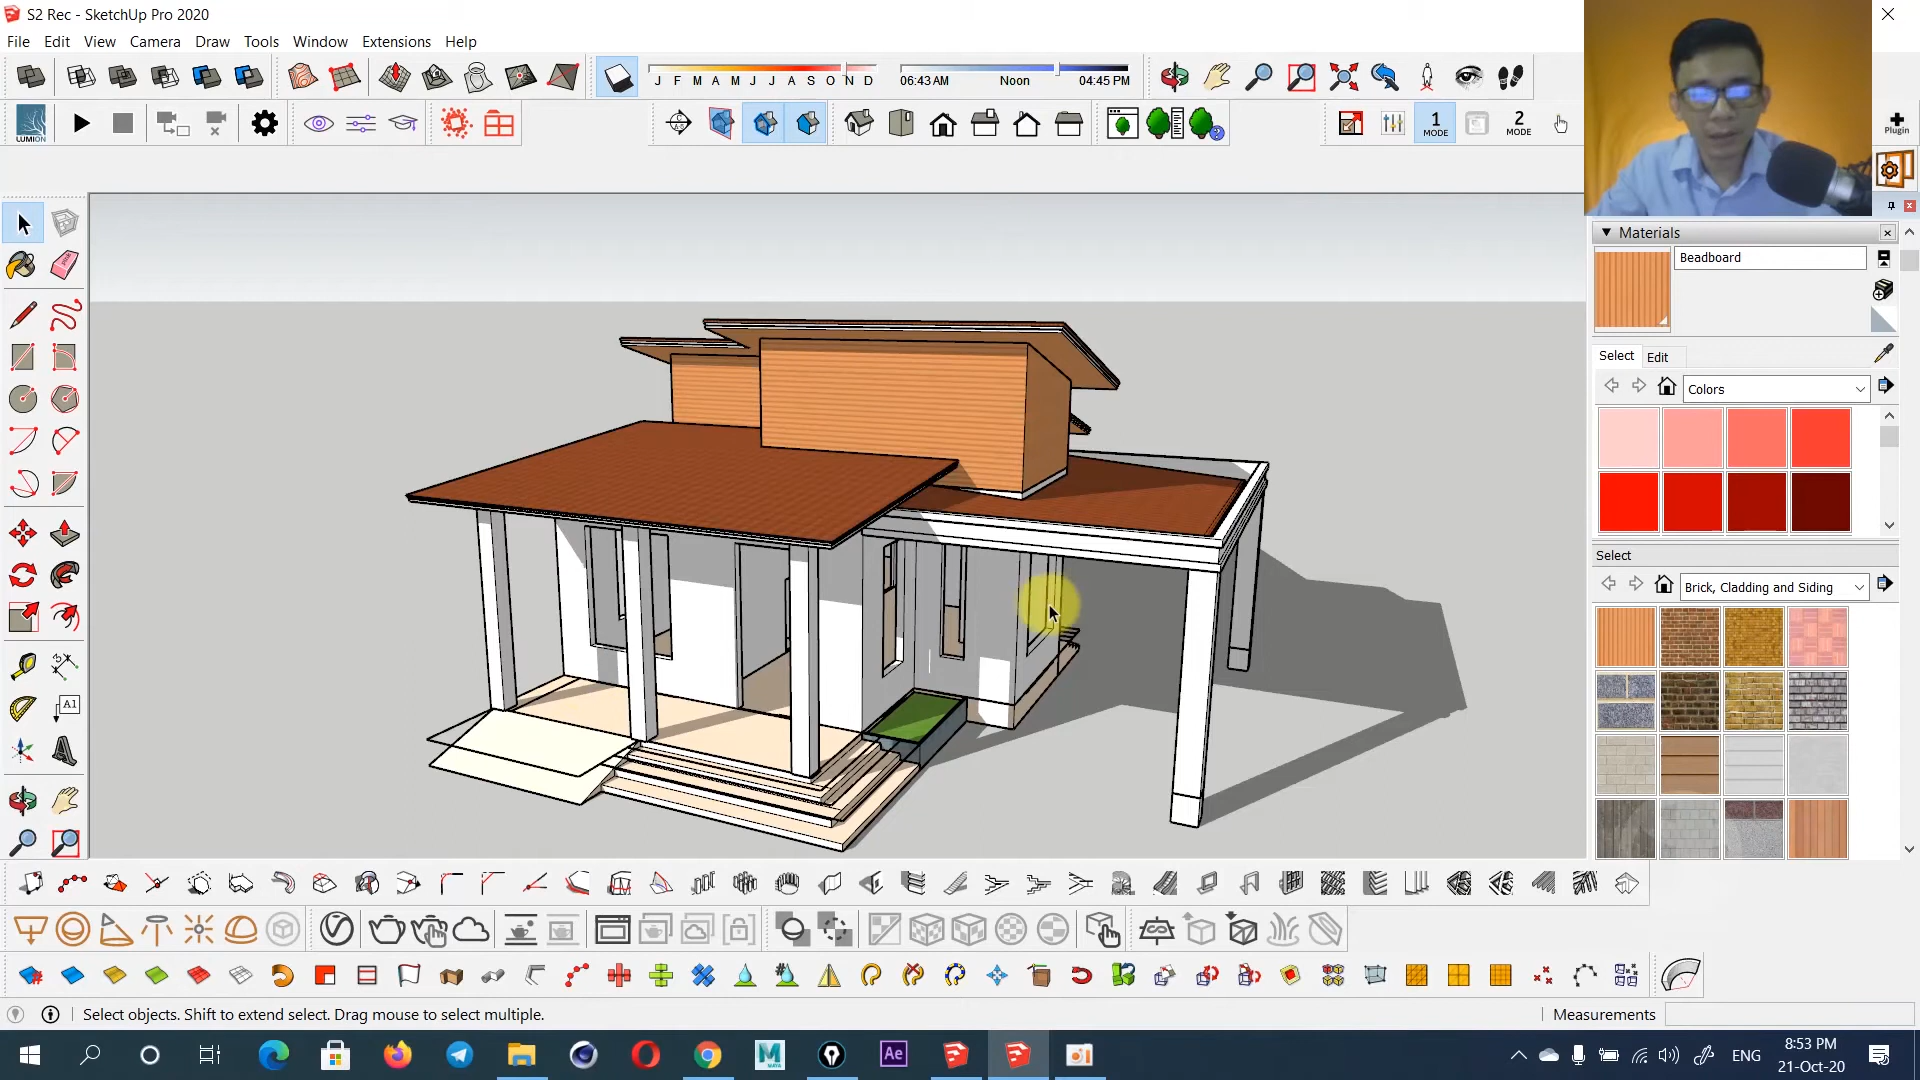 S2 Rec - SketchUp Pro 2020
File Edit View Camera Draw Tools Window Extensions Help
J F M A M J J A S O N D 06:43 AM Noon 04:45 PM
LUMION
1 MODE
2 MODE
Plugin
Materials
Beadboard
Select Edit
Colors
Select
Brick, Cladding and Siding
A1
Select objects. Shift to extend select. Drag mouse to select multiple.
Measurements
M
Ae
ENG
8:53 PM
21-Oct-20